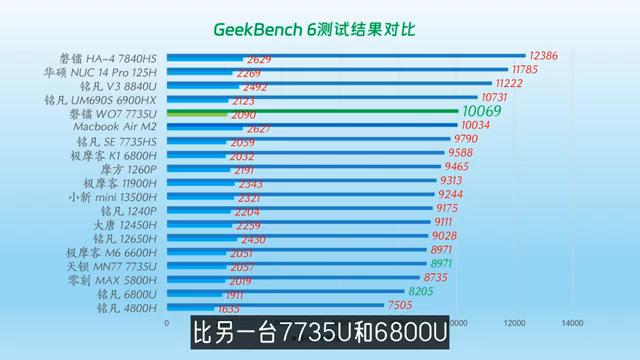 GeekBench 6测试结果对比
磐镭 HA-4 7840HS 12386
2629
华硕 NUC 14 Pro 125H 11785
2269
铭凡 V3 8840U 11222
2492
铭凡 UM690S 6900HX 10731
2123
磐镭 WO7 7735U 10069
2090
Macbook Air M2 10034
2627
铭凡 SE 7735HS 9790
2059
极摩客 K1 6800H 9588
2032
摩方 1260P 9465
2191
极摩客 11900H 9313
2343
小新 mini 13500H 9244
2321
铭凡 1240P 9175
2204
大唐 12450H 9111
2259
铭凡 12650H 9028
2430
极摩客 M6 6600H 8971
2051
天钡 MN77 7735U 8971
2057
零刻 MAX 5800H 8735
2019
铭凡 6800U 8205
1911
铭凡 4800H 7505
1635
0 10000 12000 14000
比另一台7735U和6800U